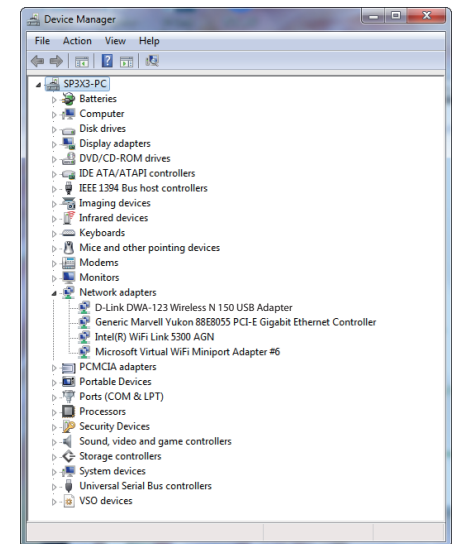 Device Manager
File Action View Help
SP3X3-PC
Batteries
Computer
Disk drives
Display adapters
DVD/CD-ROM drives
IDE ATA/ATAPI controllers
IEEE 1394 Bus host controllers
Imaging devices
Infrared devices
Keyboards
Mice and other pointing devices
Modems
Monitors
Network adapters
D-Link DWA-123 Wireless N 150 USB Adapter
Generic Marvell Yukon 88E8055 PCI-E Gigabit Ethernet Controller
Intel(R) WiFi Link 5300 AGN
Microsoft Virtual WiFi Miniport Adapter #6
PCMCIA adapters
Portable Devices
Ports (COM & LPT)
Processors
Security Devices
Sound, video and game controllers
Storage controllers
System devices
Universal Serial Bus controllers
VSO devices